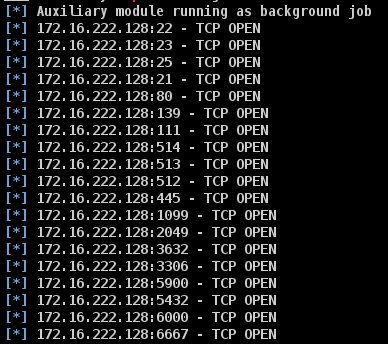 [*] Auxiliary module running as background job
[*] 172.16.222.128:22 - TCP OPEN
[*] 172.16.222.128:23 - TCP OPEN
[*] 172.16.222.128:25 - TCP OPEN
[*] 172.16.222.128:21 - TCP OPEN
[*] 172.16.222.128:80 - TCP OPEN
[*] 172.16.222.128:139 - TCP OPEN
[*] 172.16.222.128:111 - TCP OPEN
[*] 172.16.222.128:514 - TCP OPEN
[*] 172.16.222.128:513 - TCP OPEN
[*] 172.16.222.128:512 - TCP OPEN
[*] 172.16.222.128:445 - TCP OPEN
[*] 172.16.222.128:1099 - TCP OPEN
[*] 172.16.222.128:2049 - TCP OPEN
[*] 172.16.222.128:3632 - TCP OPEN
[*] 172.16.222.128:3306 - TCP OPEN
[*] 172.16.222.128:5900 - TCP OPEN
[*] 172.16.222.128:5432 - TCP OPEN
[*] 172.16.222.128:6000 - TCP OPEN
[*] 172.16.222.128:6667 - TCP OPEN